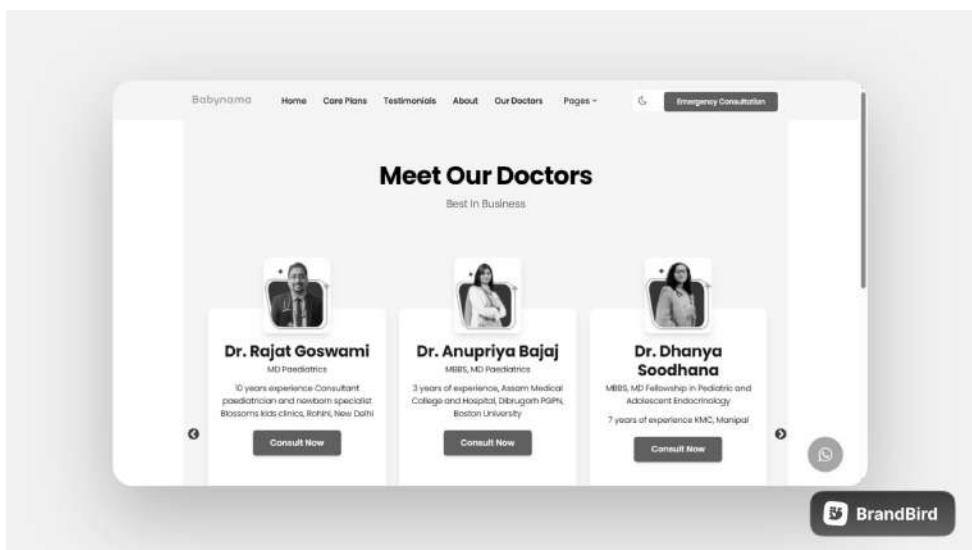 Babynama Home Care Plans Testimonials About Our Doctors Pages Emergency Consultation
Meet Our Doctors
Best In Business
Dr. Rajat Goswami
MD Paediatrics
10 years experience Consultant
paediatrician and newborn specialist
Blossoms kids clinics, Rohini, New Delhi
Consult Now
Dr. Anupriya Bajaj
MBBS, MD Pediatrics
3 years of experience, Assam Medical
College and Hospital, Dibrugarh PGPN,
Boston University
Consult Now
Dr. Dhanya
Soodhana
MBBS, MD Fellowship in Pediatric and
Adolescent Endocrinology
7 years of experience KMC, Manipal
Consult Now
BrandBird